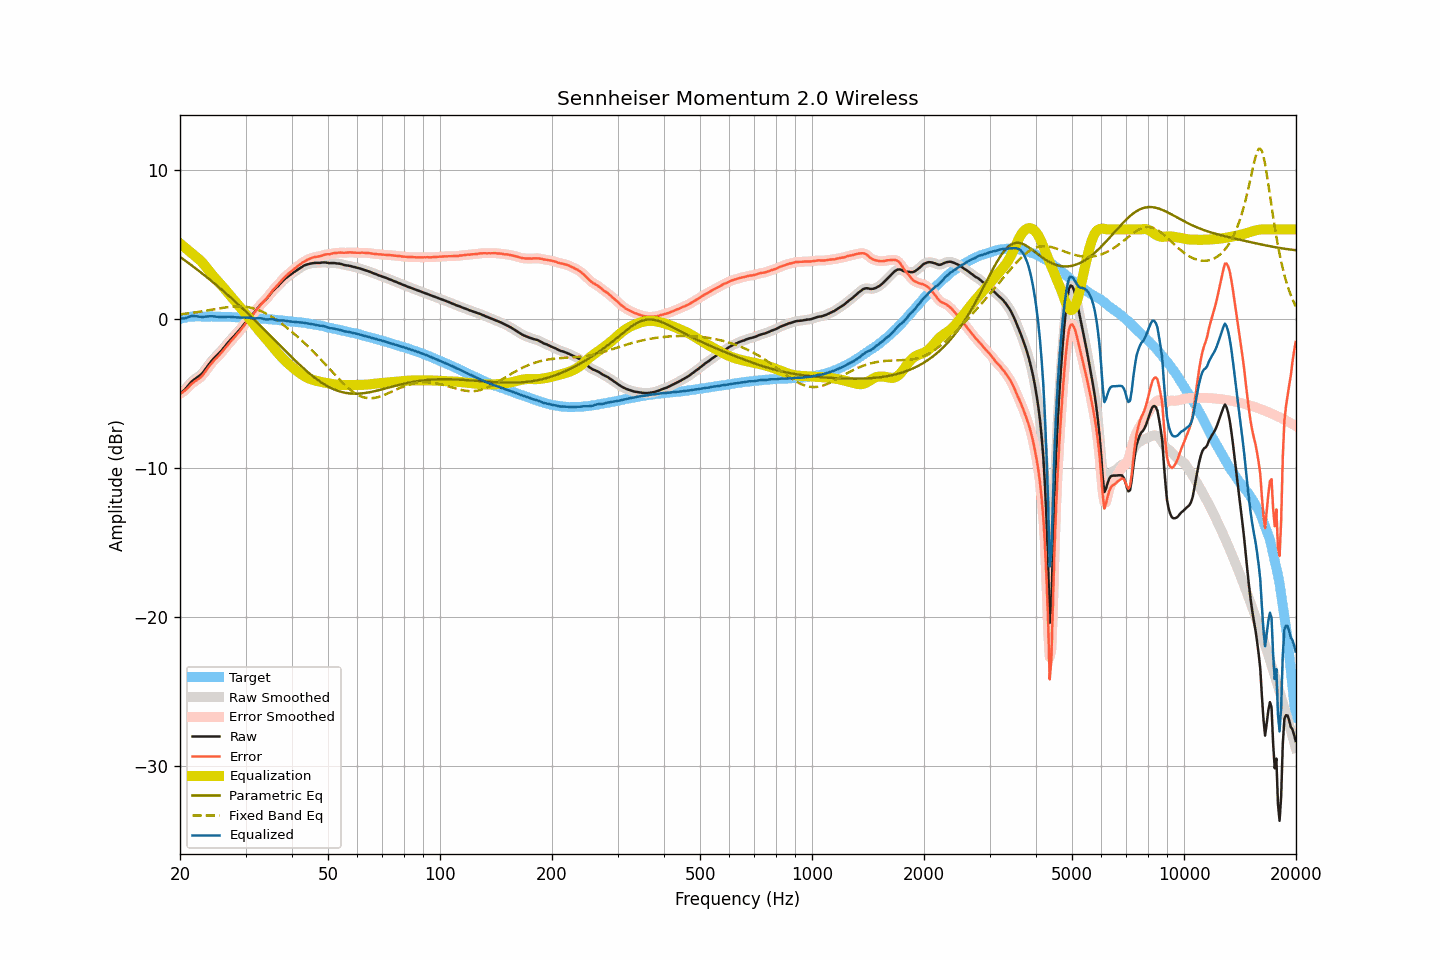 Sennheiser Momentum 2.0 Wireless
Amplitude (dBr)
10
0
−10
−20
−30
Target
Raw Smoothed
Error Smoothed
Raw
Error
Equalization
Parametric Eq
Fixed Band Eq
Equalized
20 50 100 200 500 1000 2000 5000 10000 20000
Frequency (Hz)